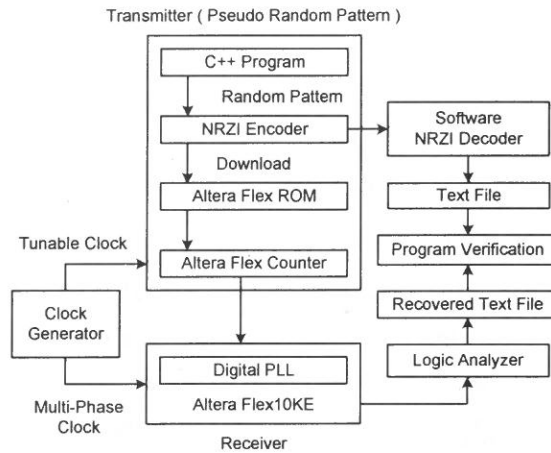 Transmitter ( Pseudo Random Pattern )
C++ Program
Random Pattern
NRZI Encoder
Download
Altera Flex ROM
Altera Flex Counter
Software
NRZI Decoder
Text File
Program Verification
Recovered Text File
Logic Analyzer
Tunable Clock
Clock
Generator
Multi-Phase
Clock
Digital PLL
Altera Flex10KE
Receiver